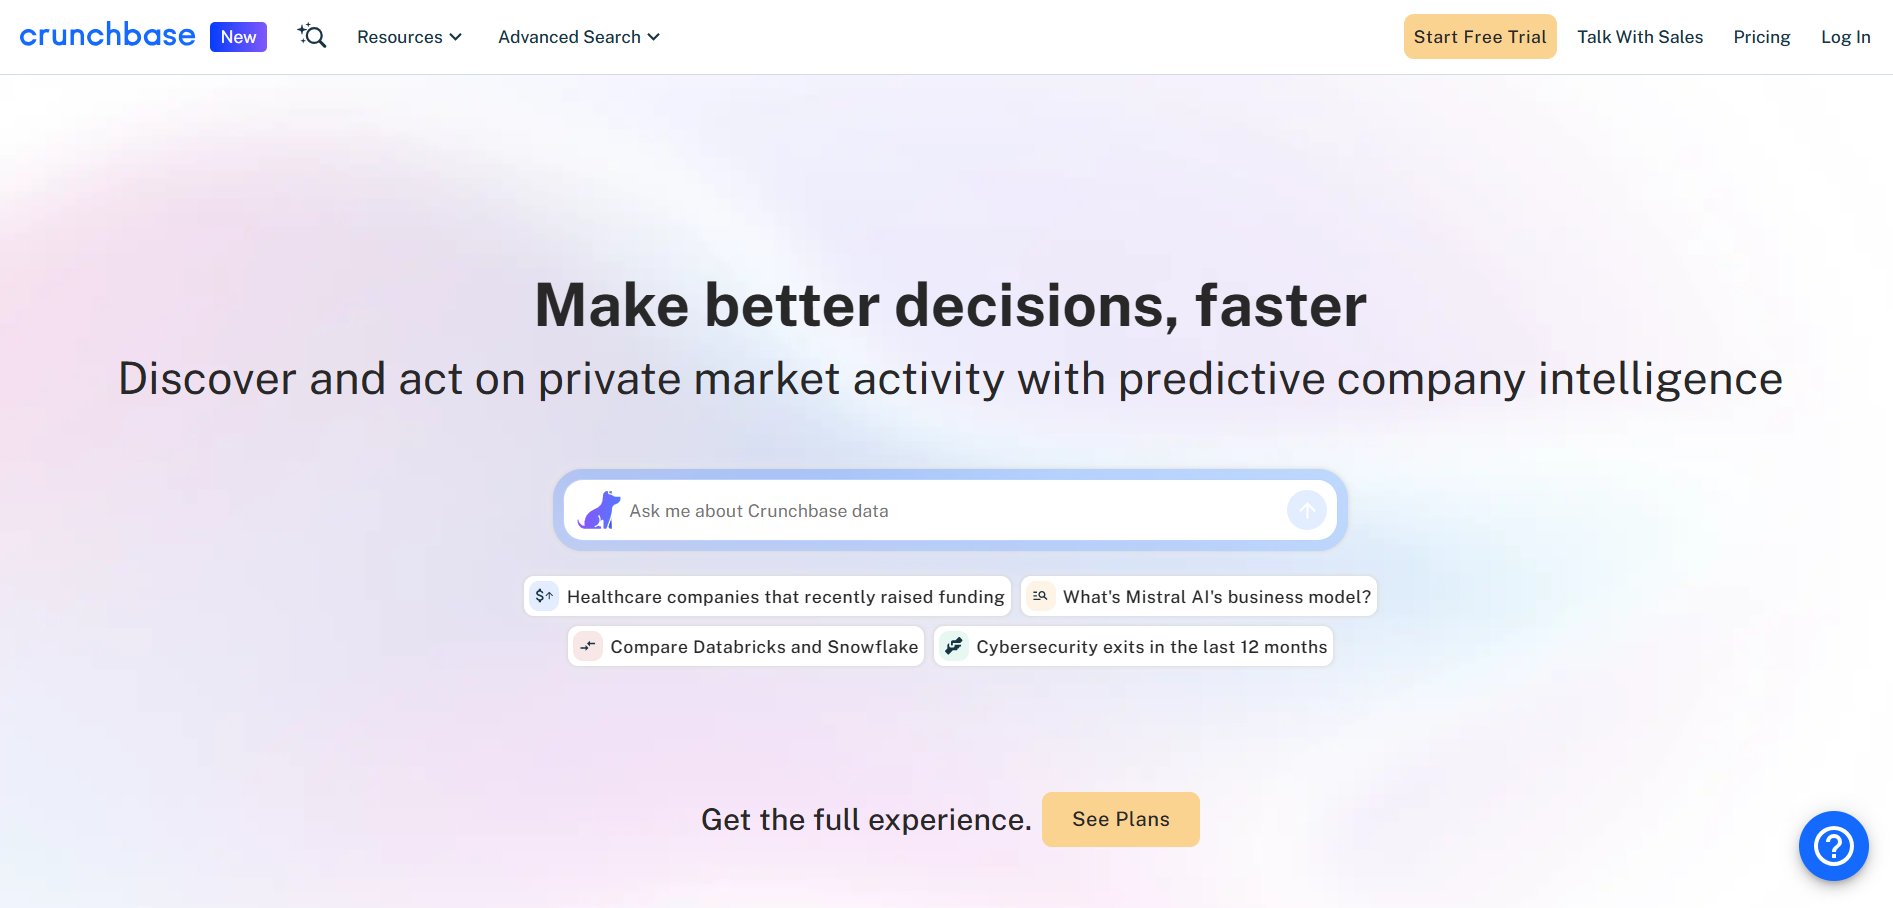 crunchbase New Resources Advanced Search Start Free Trial Talk With Sales Pricing Log In
Make better decisions, faster
Discover and act on private market activity with predictive company intelligence
Ask me about Crunchbase data
Healthcare companies that recently raised funding What's Mistral AI's business model?
Compare Databricks and Snowflake Cybersecurity exits in the last 12 months
Get the full experience. See Plans